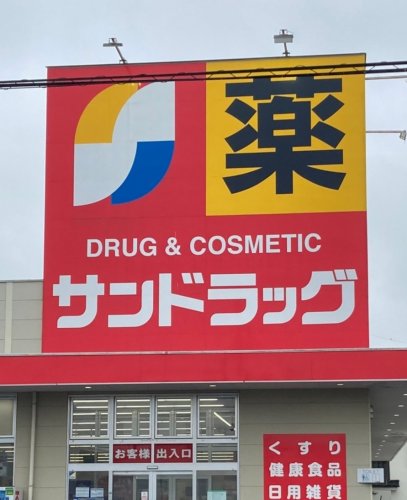 薬
DRUG & COSMETIC
サンドラッグ
お客様 出入口
くすり
健康食品
日用雑貨